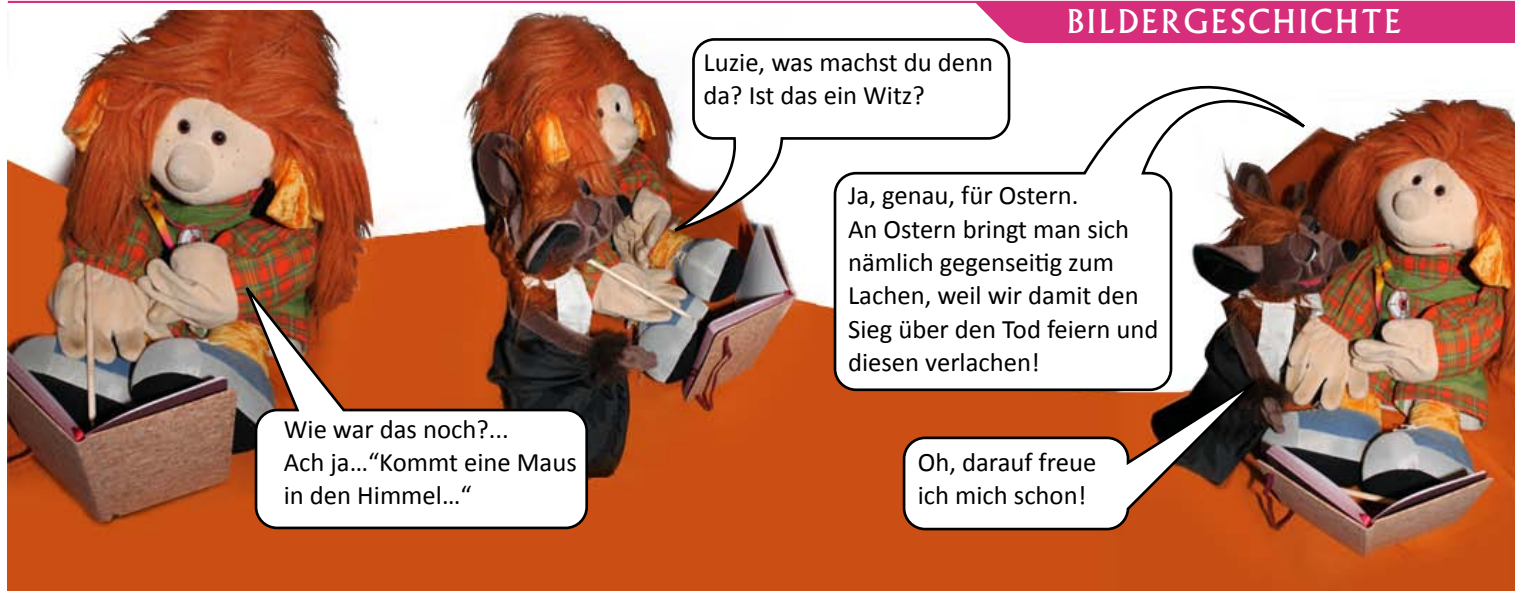 BILDERGESCHICHTE
Wie war das noch?...
Ach ja...“Kommt eine Maus
in den Himmel...“
Luzie, was machst du denn
da? Ist das ein Witz?
Ja, genau, für Ostern.
An Ostern bringt man sich
nämlich gegenseitig zum
Lachen, weil wir damit den
Sieg über den Tod feiern und
diesen verlachen!
Oh, darauf freue
ich mich schon!